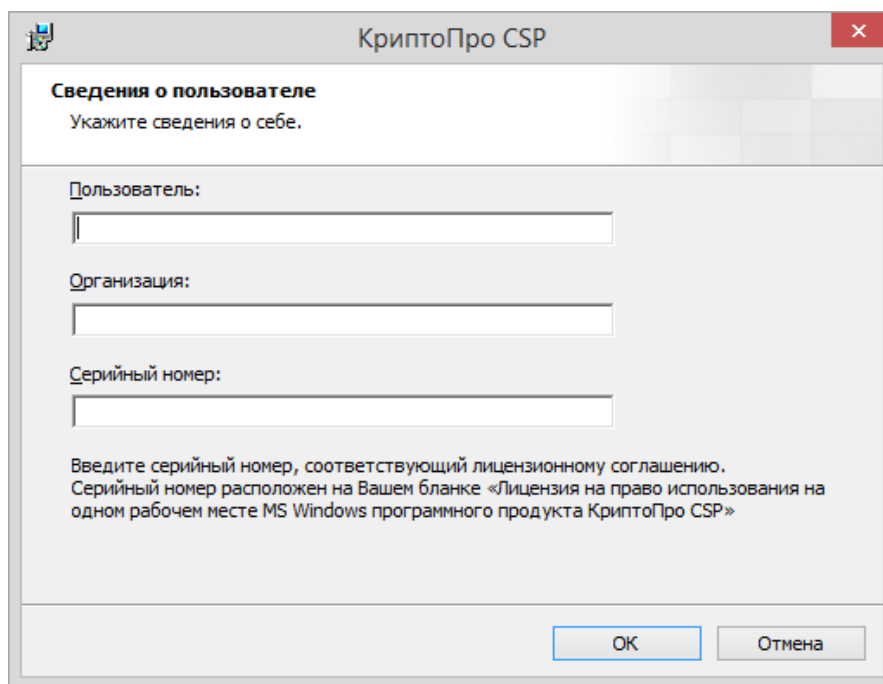 КриптоПро CSP
Сведения о пользователе
Укажите сведения о себе.
Пользователь:
Организация:
Серийный номер:
Введите серийный номер, соответствующий лицензионному соглашению.
Серийный номер расположен на Вашем бланке «Лицензия на право использования на
одном рабочем месте MS Windows программного продукта КриптоПро CSP»
ОК
Отмена